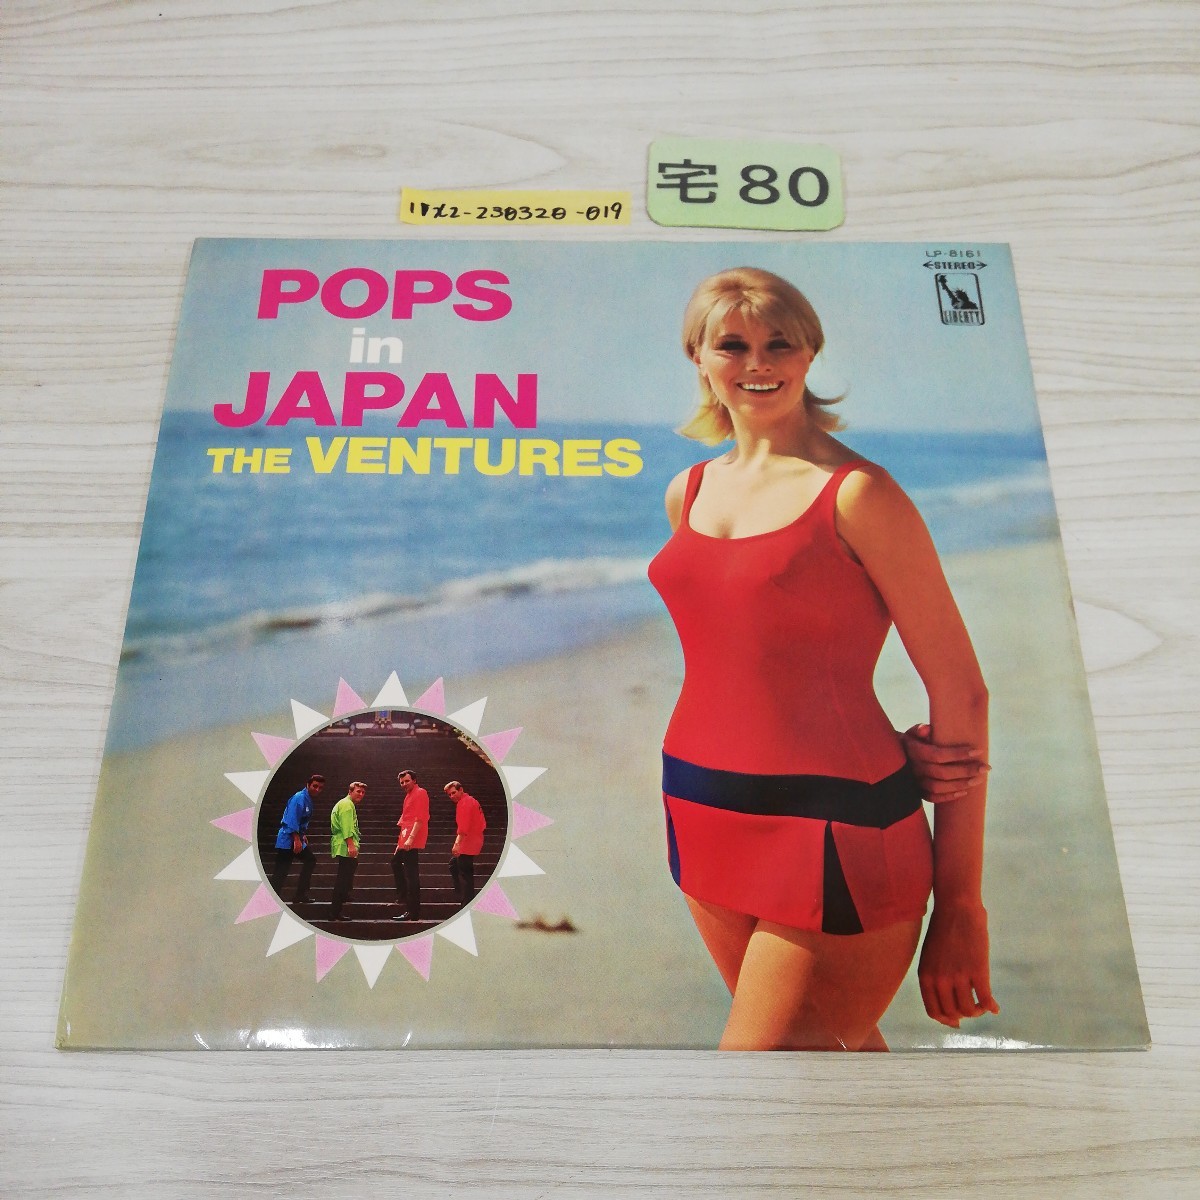 宅80
POPS
in
JAPAN
THE VENTURES
LP-8161
STEREO
LIBERTY